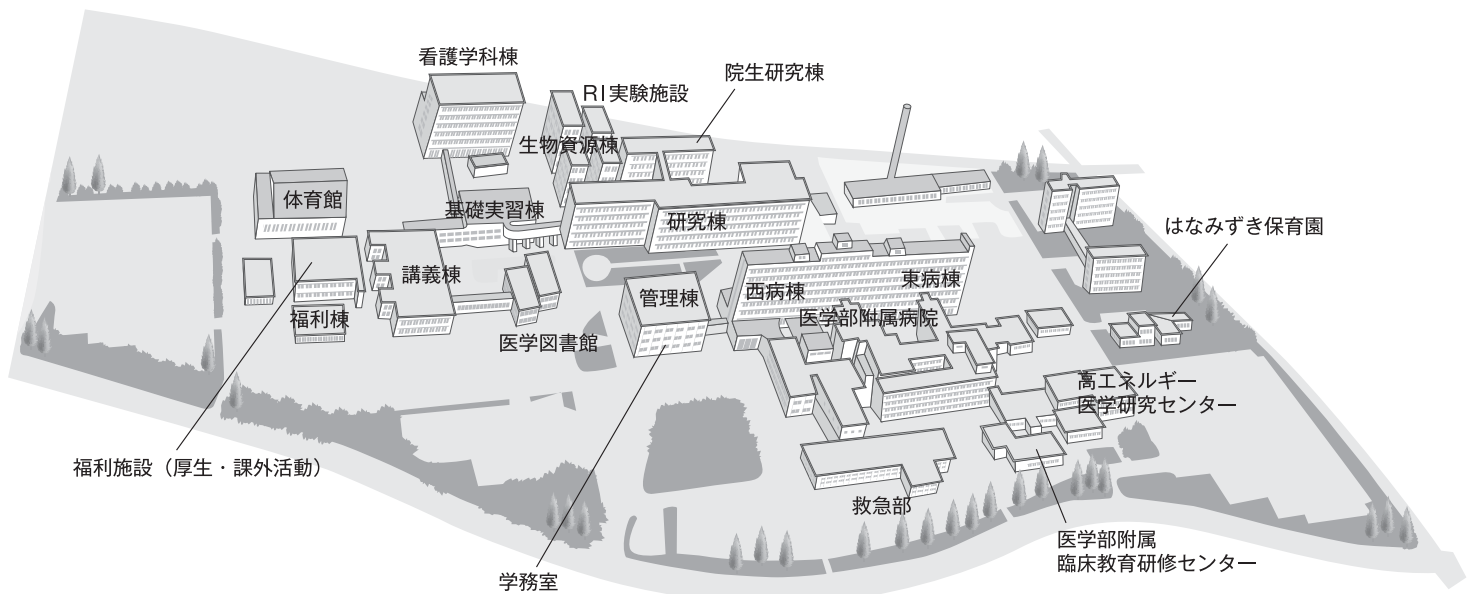 看護学科棟
院生研究棟
RI実験施設
生物資源棟
体育館
基礎実習棟
研究棟
はなみずき保育園
講義棟
東病棟
西病棟
管理棟
医学部附属病院
福利棟
医学図書館
高エネルギー
医学研究センター
福利施設（厚生・課外活動）
救急部
医学部附属
臨床教育研修センター
学務室